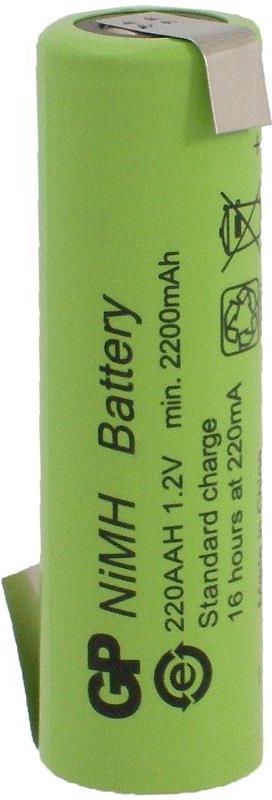 GP NiMH Battery
220AAH 1.2V min. 2200mAh
Standard charge
16 hours at 220mA